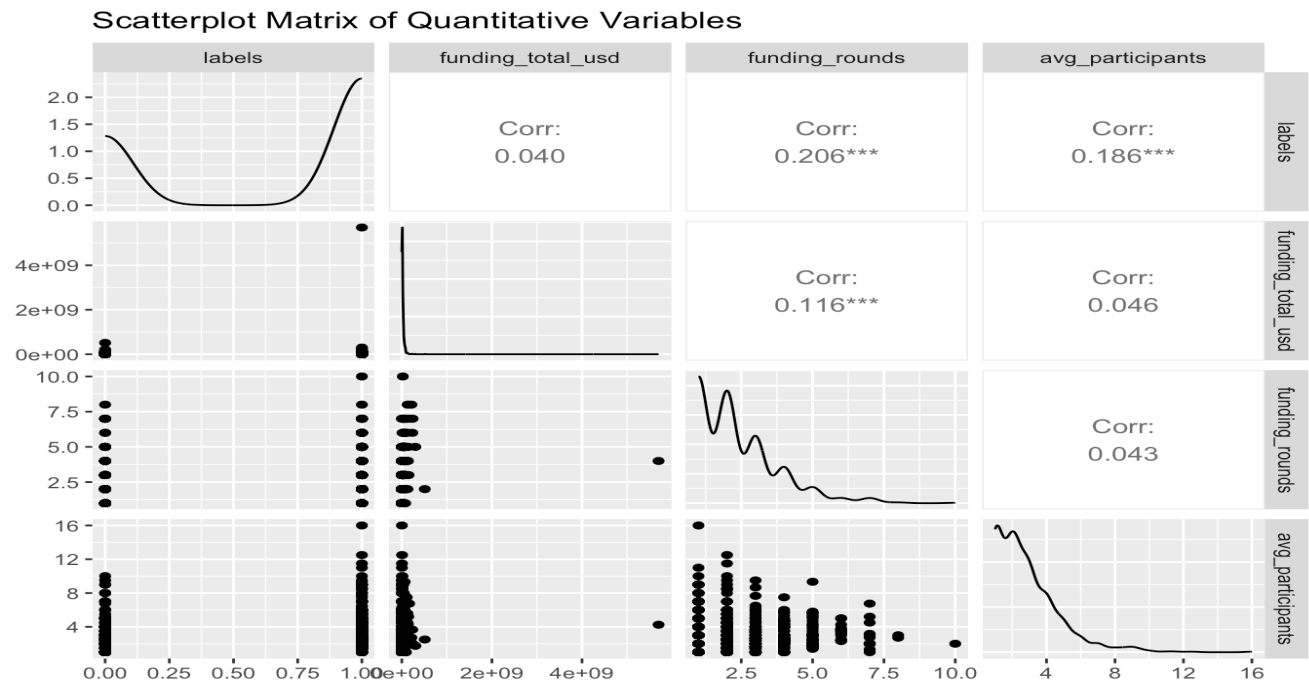 Scatterplot Matrix of Quantitative Variables
labels funding_total_usd funding_rounds avg_participants
2.0
1.5
1.0
0.5
0.0
Corr:
0.040
Corr:
0.206***
Corr:
0.186***
labels
4e+09
2e+09
0e+00
Corr:
0.116***
Corr:
0.046
funding_total_usd
10.0
7.5
5.0
2.5
Corr:
0.043
funding_rounds
16
12
8
4
avg_participants
0.00 0.25 0.50 0.75 1.00 0e+00 2e+09 4e+09 2.5 5.0 7.5 10.0 4 8 12 16